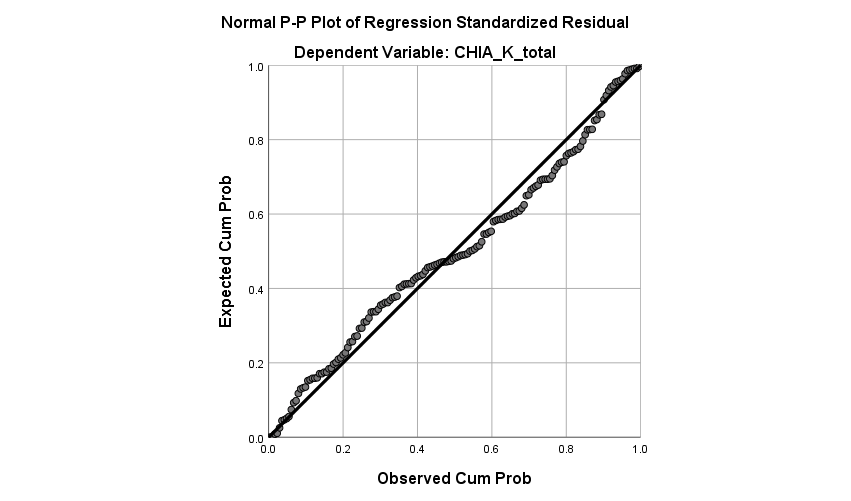 Normal P-P Plot of Regression Standardized Residual
Dependent Variable: CHIA_K_total
1.0
0.8
0.6
0.4
0.2
0.0
Expected Cum Prob
0.0 0.2 0.4 0.6 0.8 1.0
Observed Cum Prob